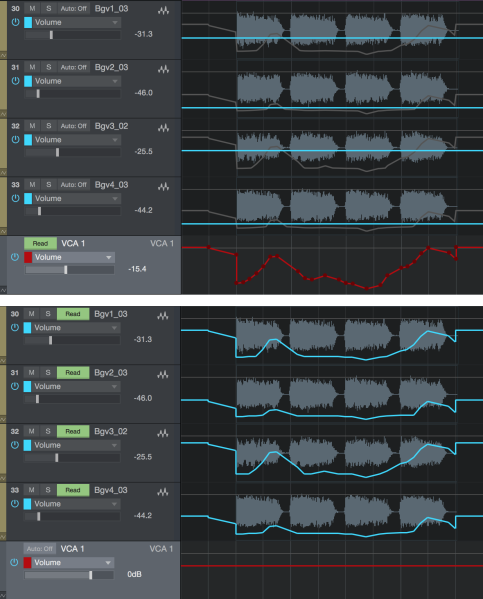 30 M S Auto: Off Bgv1_03
Volume
-31.3
31 M S Auto: Off Bgv2_03
Volume
-46.0
32 M S Auto: Off Bgv3_02
Volume
-25.5
33 M S Auto: Off Bgv4_03
Volume
-44.2
Read VCA 1 VCA 1
Volume
-15.4
30 M S Read Bgv1_03
Volume
-31.3
31 M S Read Bgv2_03
Volume
-46.0
32 M S Read Bgv3_02
Volume
-25.5
33 M S Read Bgv4_03
Volume
-44.2
Auto: Off VCA 1 VCA 1
Volume
0dB